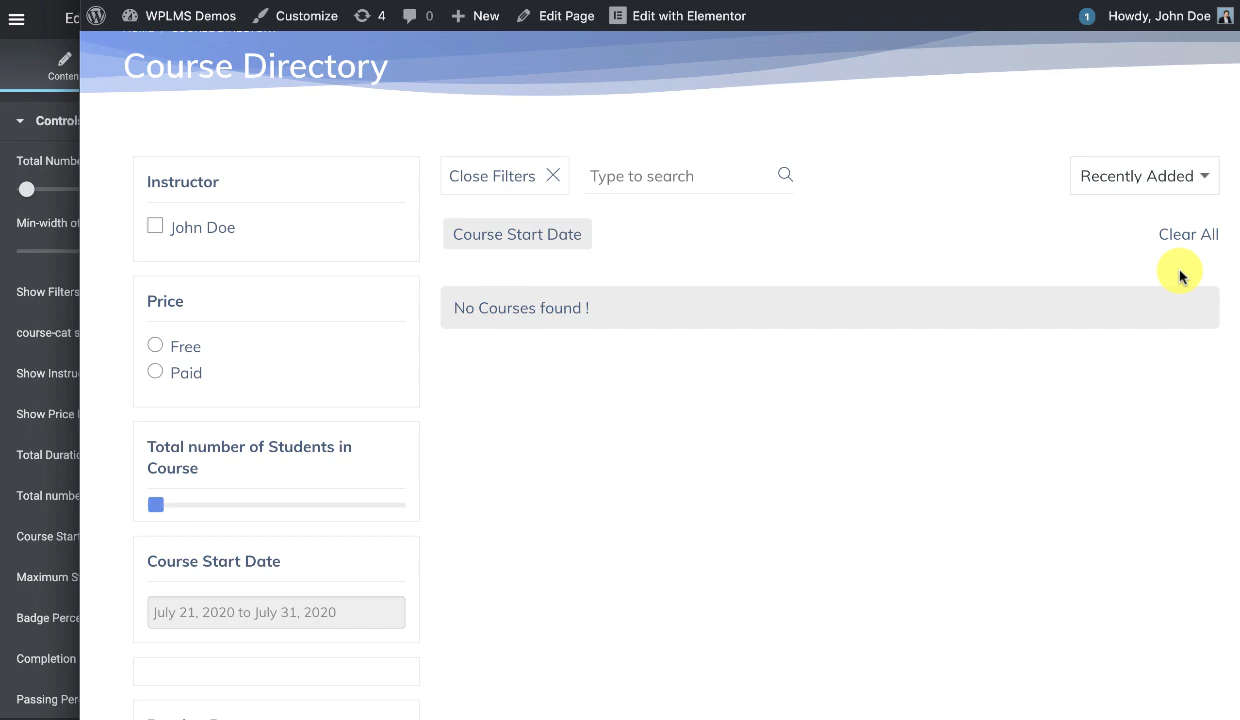 WPLMS Demos
Customize
4
0
New
Edit Page
Edit with Elementor
1
Howdy, John Doe
Course Directory
Controls
Total Numbe
Min-width of
Show Filters
course-cat s
Show Instru
Show Price
Total Duratio
Total numbe
Course Start
Maximum S
Badge Perce
Completion
Passing Per
Instructor
John Doe
Price
Free
Paid
Total number of Students in
Course
Course Start Date
July 21, 2020 to July 31, 2020
Close Filters
Type to search
Recently Added
Course Start Date
Clear All
No Courses found !